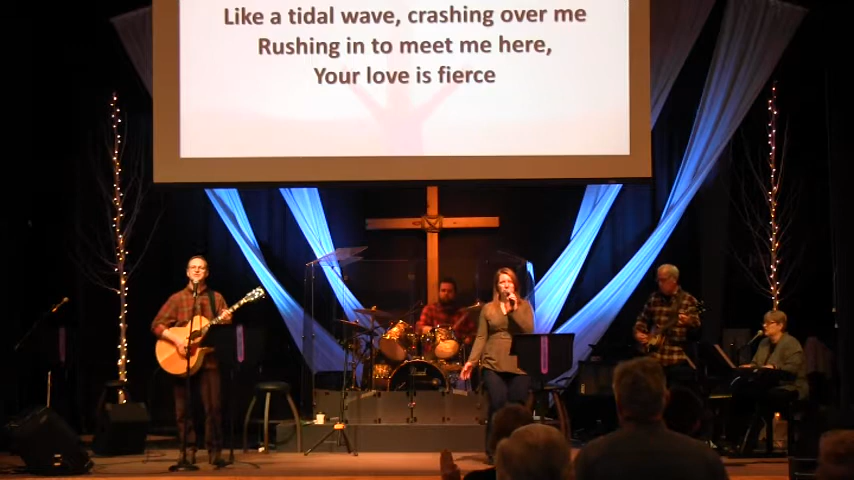 Like a tidal wave, crashing over me
Rushing in to meet me here,
Your love is fierce